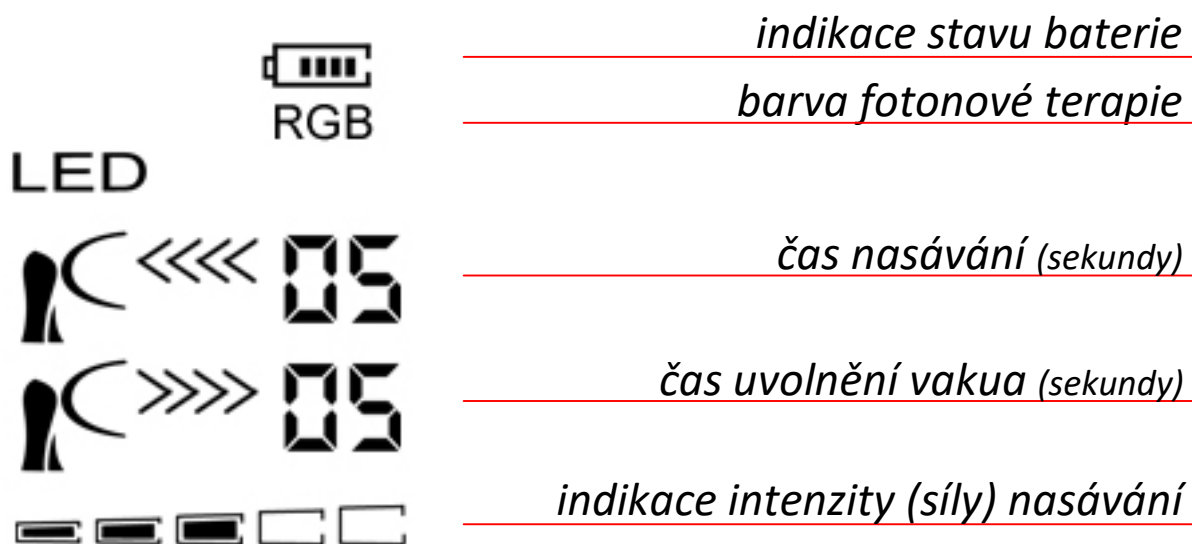 indikace stavu baterie
RGB barva fotonové terapie
LED
<<<< 05 čas nasávání (sekundy)
>>>> 05 čas uvolnění vakua (sekundy)
indikace intenzity (síly) nasávání